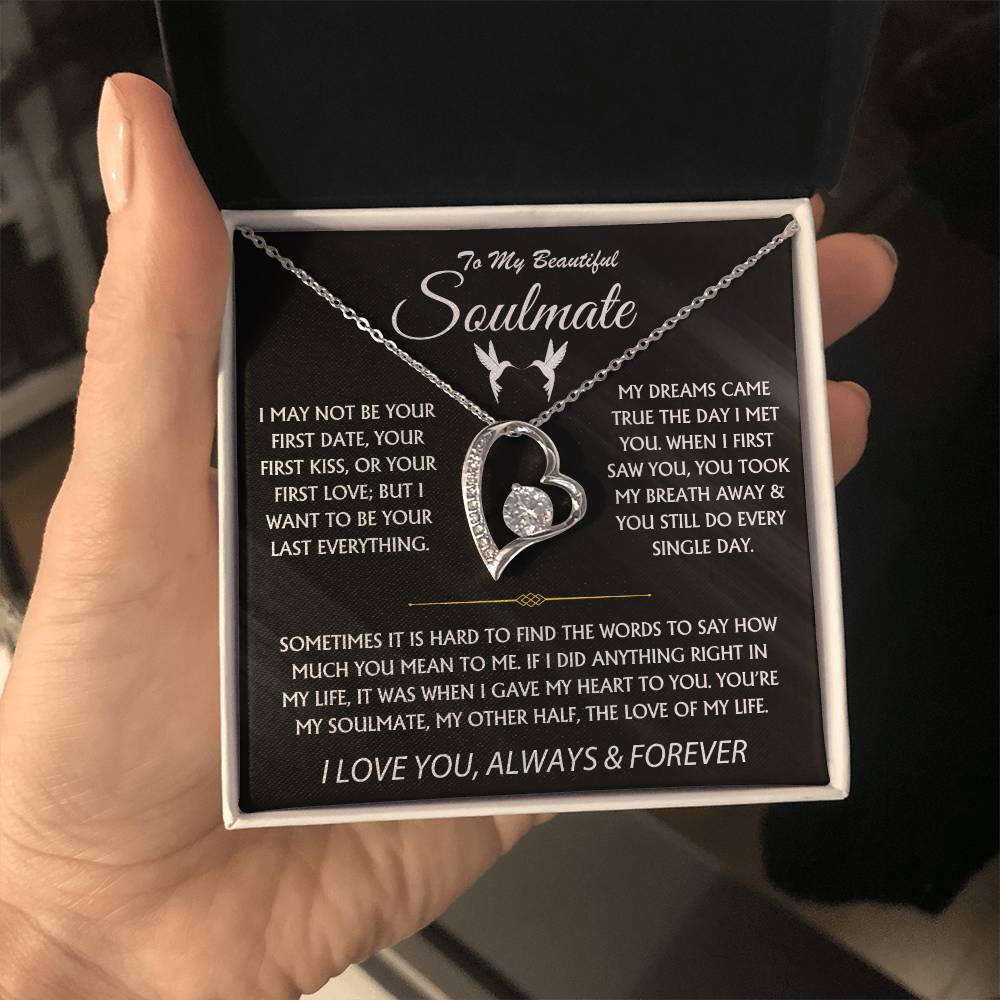 To My Beautiful
Soulmate
I MAY NOT BE YOUR
FIRST DATE, YOUR
FIRST KISS, OR YOUR
FIRST LOVE; BUT I
WANT TO BE YOUR
LAST EVERYTHING.
MY DREAMS CAME
TRUE THE DAY I MET
YOU. WHEN I FIRST
SAW YOU, YOU TOOK
MY BREATH AWAY &
YOU STILL DO EVERY
SINGLE DAY.
SOMETIMES IT IS HARD TO FIND THE WORDS TO SAY HOW
MUCH YOU MEAN TO ME. IF I DID ANYTHING RIGHT IN
MY LIFE, IT WAS WHEN I GAVE MY HEART TO YOU. YOU'RE
MY SOULMATE, MY OTHER HALF, THE LOVE OF MY LIFE.
I LOVE YOU, ALWAYS & FOREVER